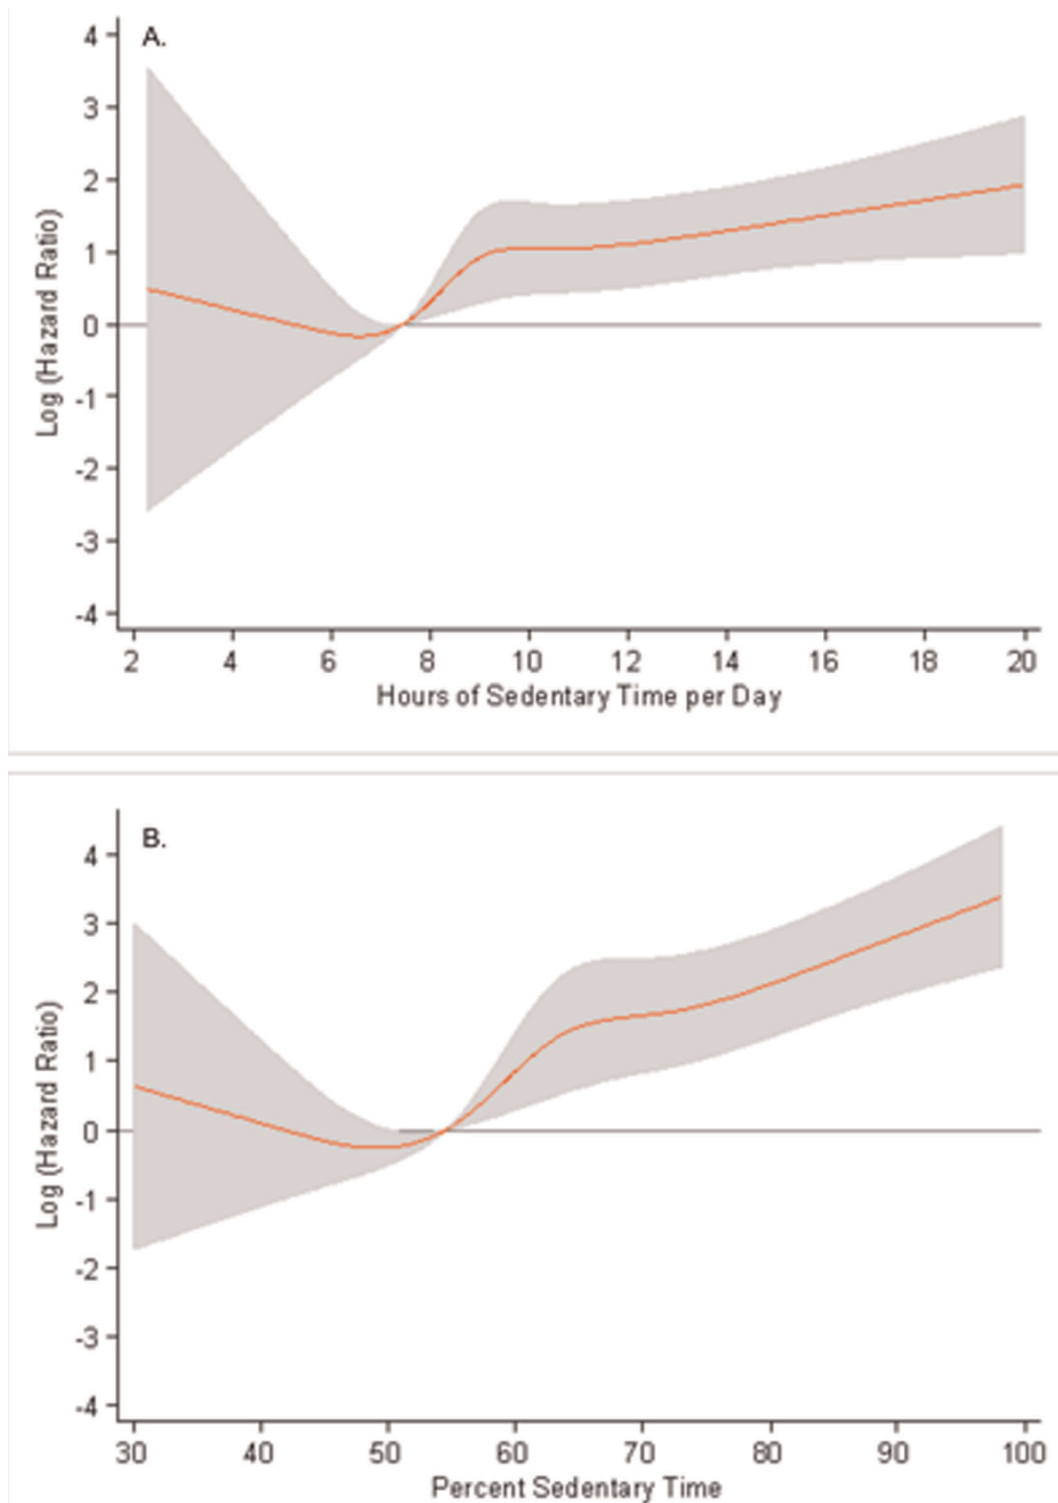 A.
Log (Hazard Ratio)
4
3
2
1
0
-1
-2
-3
-4
2 4 6 8 10 12 14 16 18 20
Hours of Sedentary Time per Day
B.
Log (Hazard Ratio)
4
3
2
1
0
-1
-2
-3
-4
30 40 50 60 70 80 90 100
Percent Sedentary Time